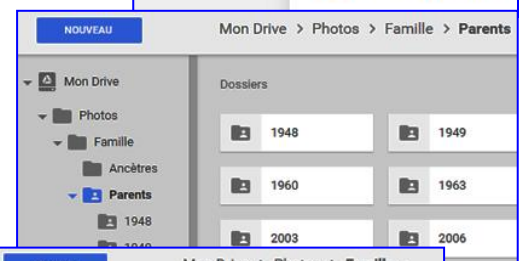 NOUVEAU
Mon Drive > Photos > Famille > Parents
Mon Drive
Photos
Famille
Ancêtres
Parents
1948
Dossiers
1948
1949
1960
1963
2003
2006